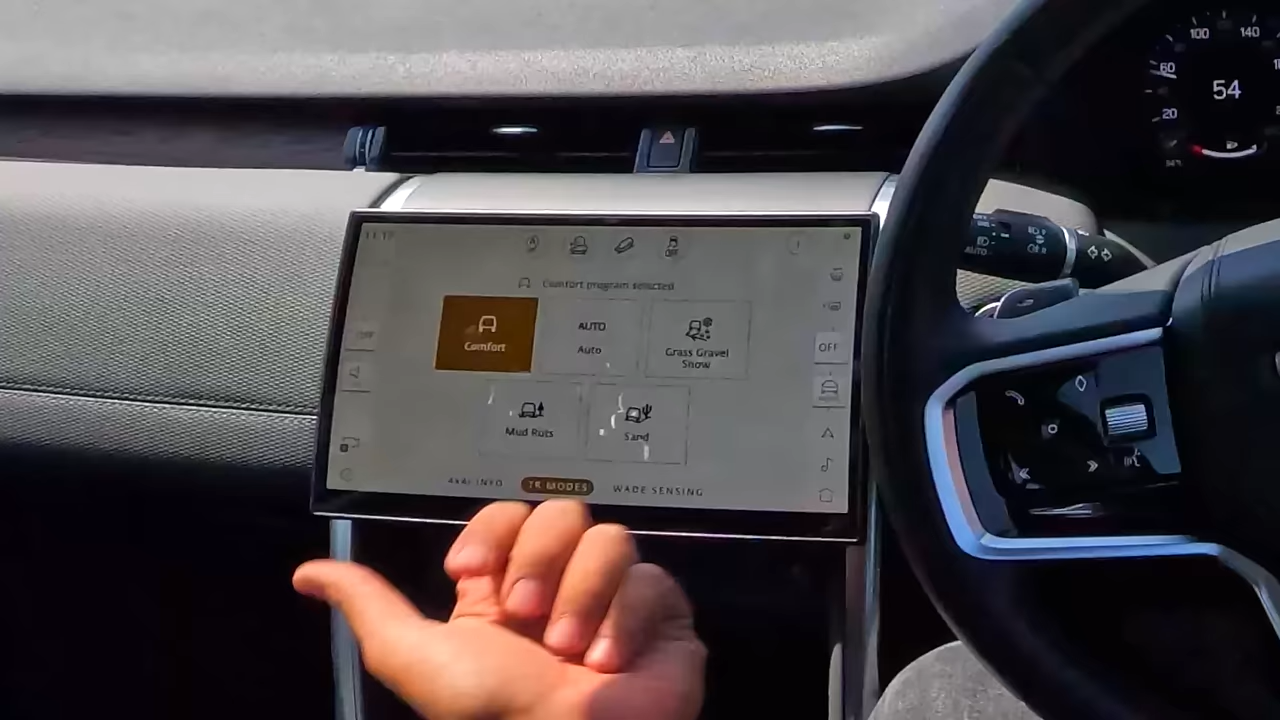 100 140
60
54
20
Comfort program selected
Comfort
AUTO
Auto
Grass Gravel
Snow
OFF
Mud Ruts
Sand
4x4i INFO
TR MODES
WADE SENSING
AUTO
OFF